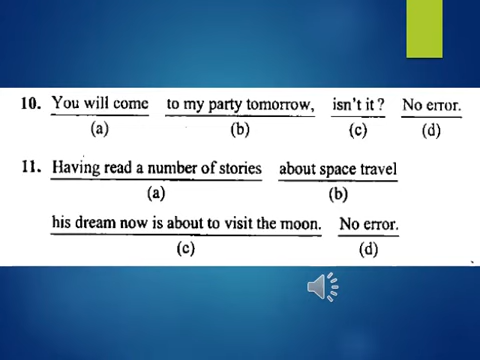 10. You will come to my party tomorrow, isn't it? No error.
(a) (b) (c) (d)
11. Having read a number of stories about space travel
(a) (b)
his dream now is about to visit the moon. No error.
(c) (d)